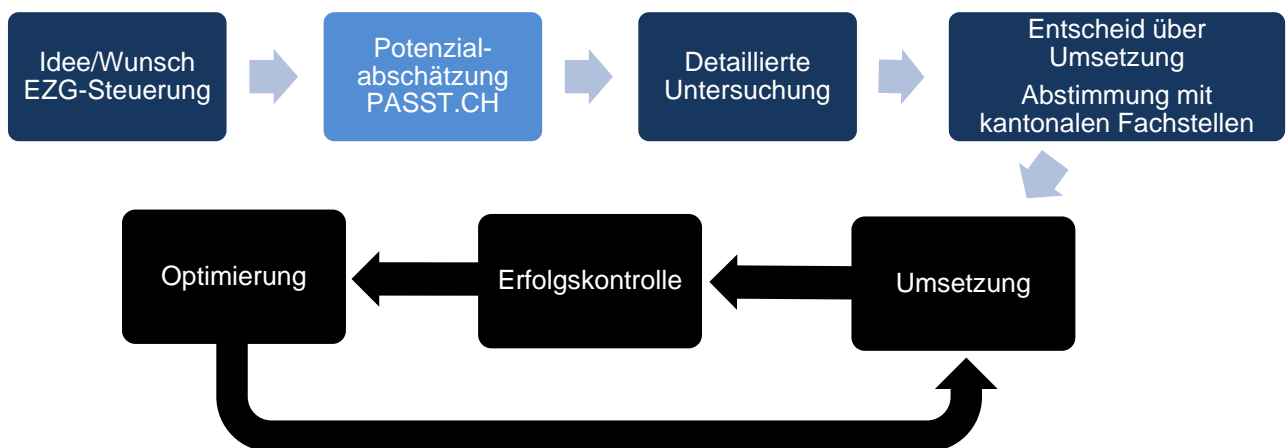 Idee/Wunsch
EZG-Steuerung
Potenzial-
abschätzung
PASST.CH
Detaillierte
Untersuchung
Entscheid über
Umsetzung
Abstimmung mit
kantonalen Fachstellen
Optimierung
Erfolgskontrolle
Umsetzung